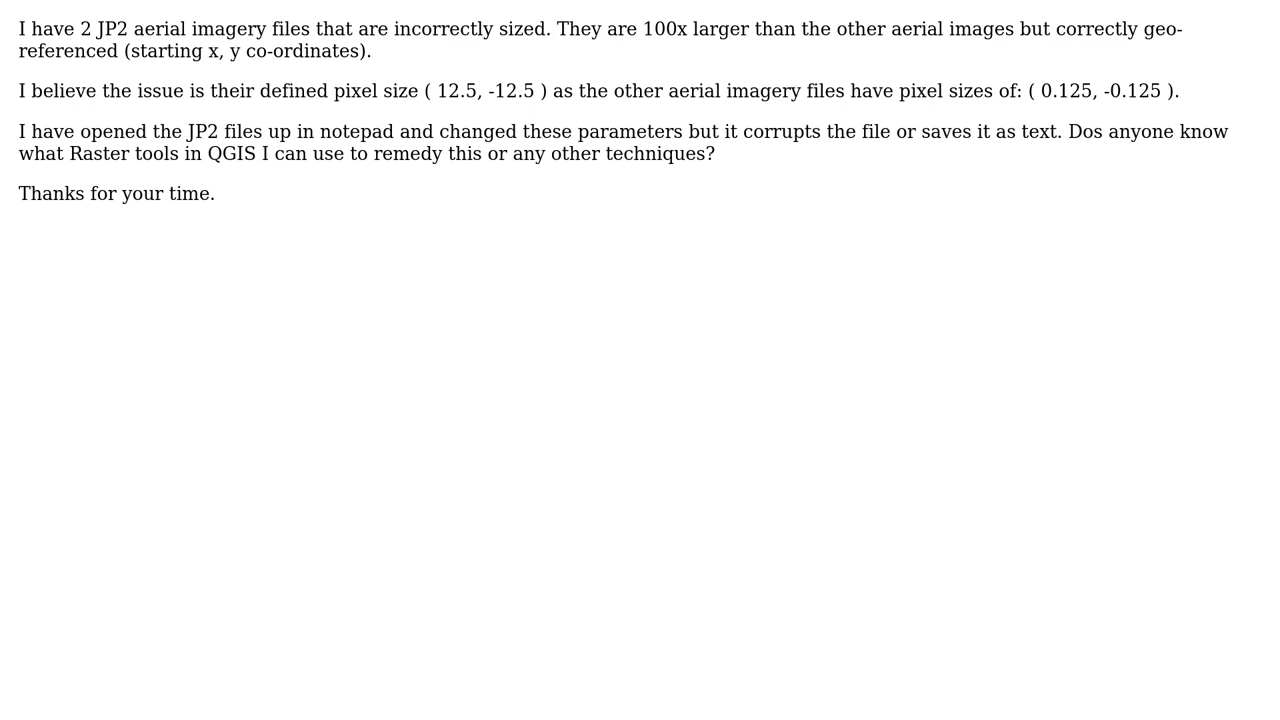 I have 2 JP2 aerial imagery files that are incorrectly sized. They are 100x larger than the other aerial images but correctly geo-
referenced (starting x, y co-ordinates).
I believe the issue is their defined pixel size ( 12.5, -12.5 ) as the other aerial imagery files have pixel sizes of: ( 0.125, -0.125 ).
I have opened the JP2 files up in notepad and changed these parameters but it corrupts the file or saves it as text. Dos anyone know
what Raster tools in QGIS I can use to remedy this or any other techniques?
Thanks for your time.